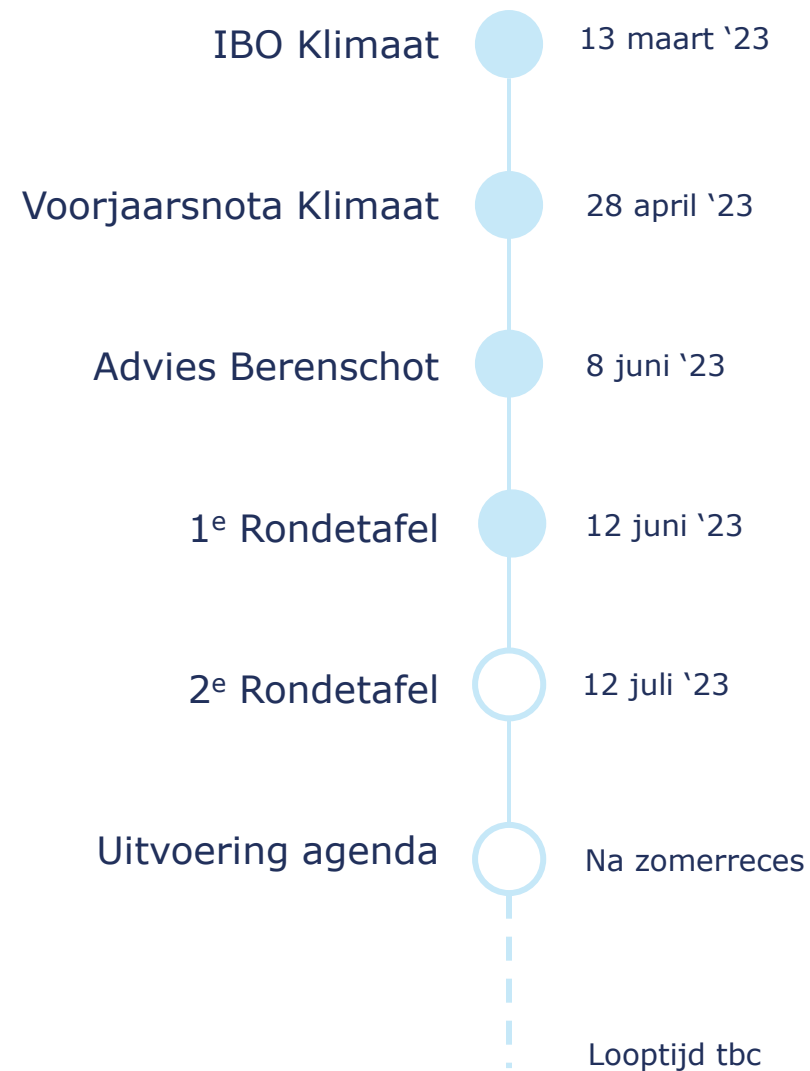 IBO Klimaat 13 maart ‘23
Voorjaarsnota Klimaat 28 april ‘23
Advies Berenschot 8 juni ‘23
1e Rondetafel 12 juni ‘23
2e Rondetafel 12 juli ‘23
Uitvoering agenda Na zomerreces
Looptijd tbc